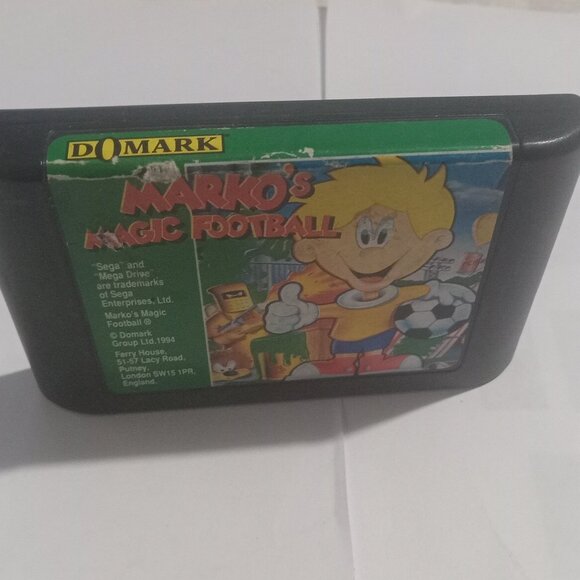 DOMARK
MARKO'S
MAGIC FOOTBALL
"Sega" and
"Mega Drive"
are trademarks
of Sega
Enterprises, Ltd.
Marko's Magic
Football ®
© Domark
Group Ltd. 1994
Ferry House,
51-57 Lacy Road,
Putney,
London SW15 1PR,
England.